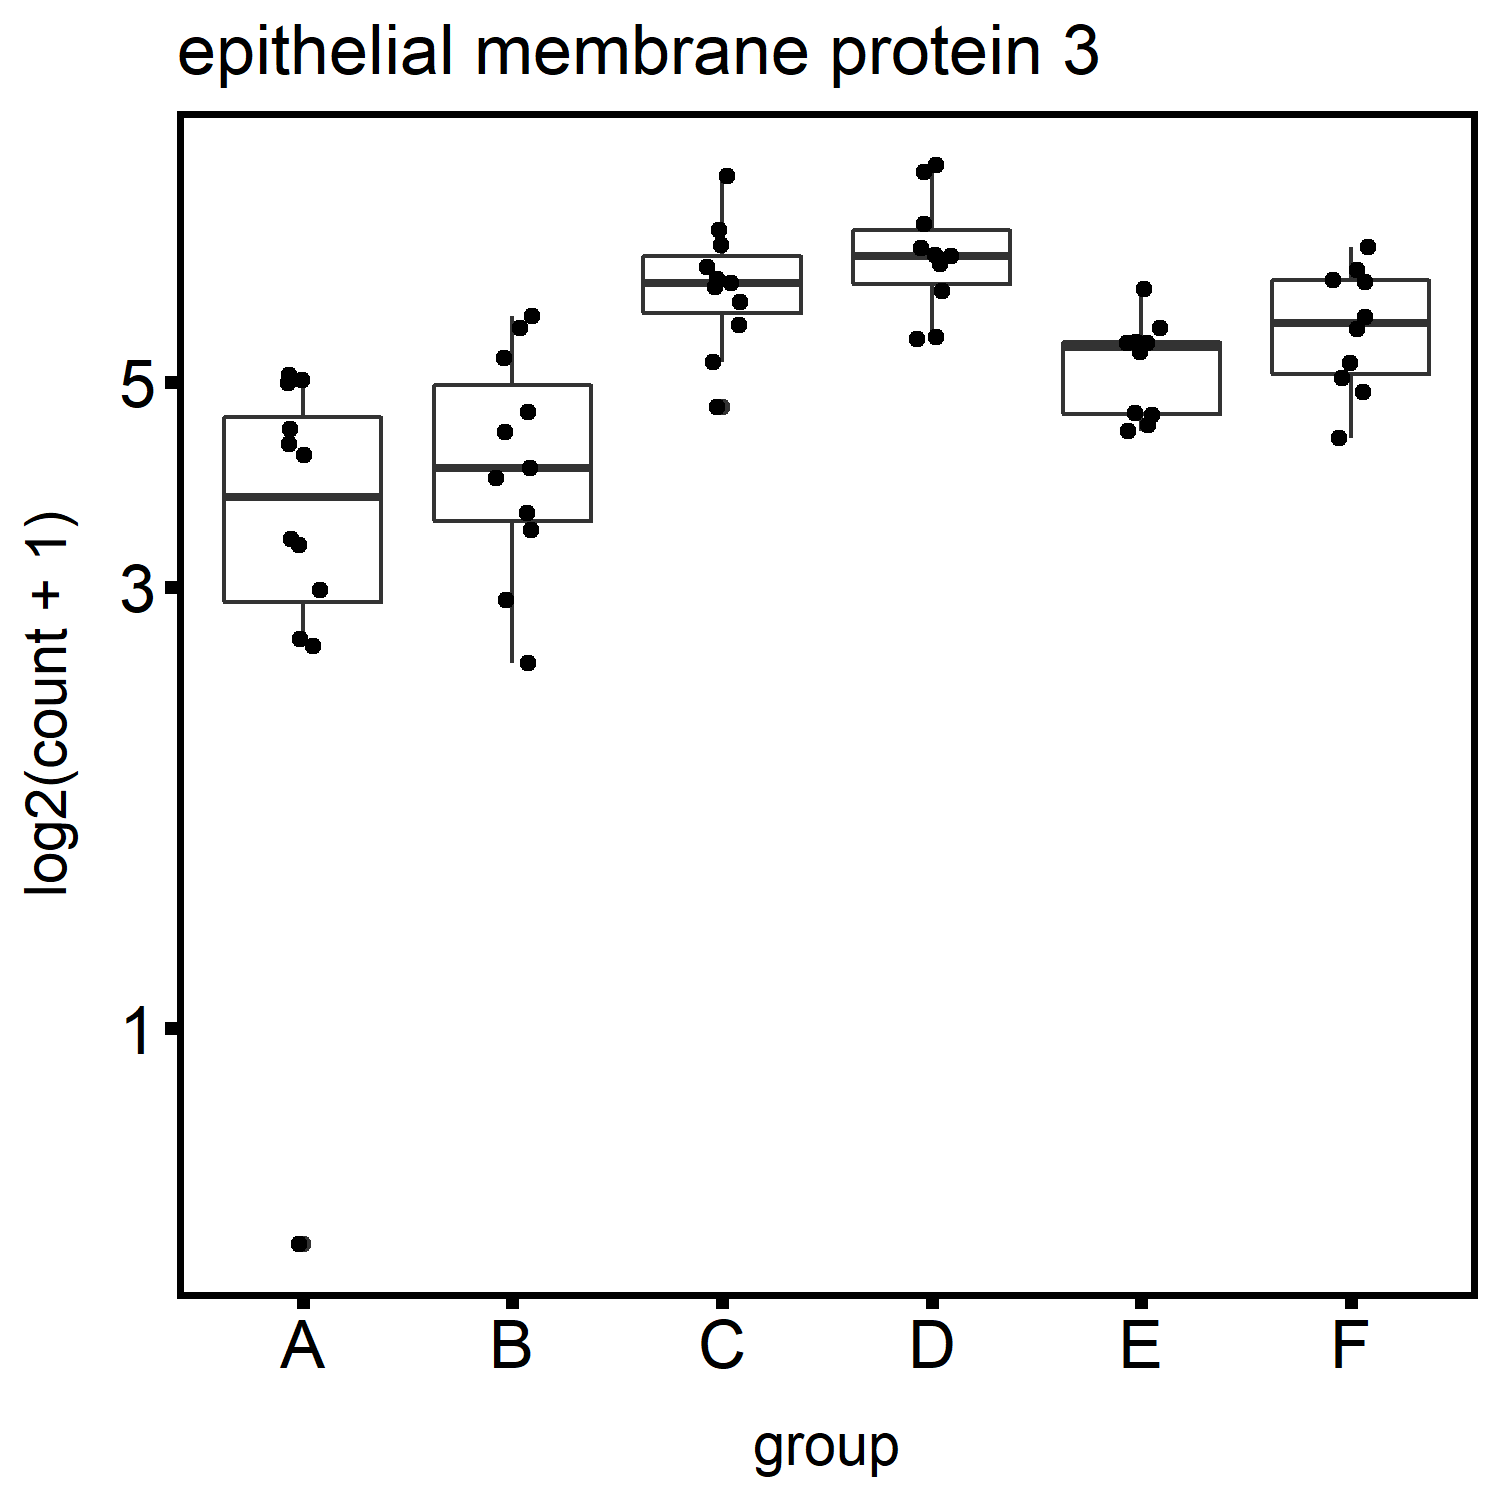 epithelial membrane protein 3
log2(count + 1)
5
3
1
A B C D E F
group